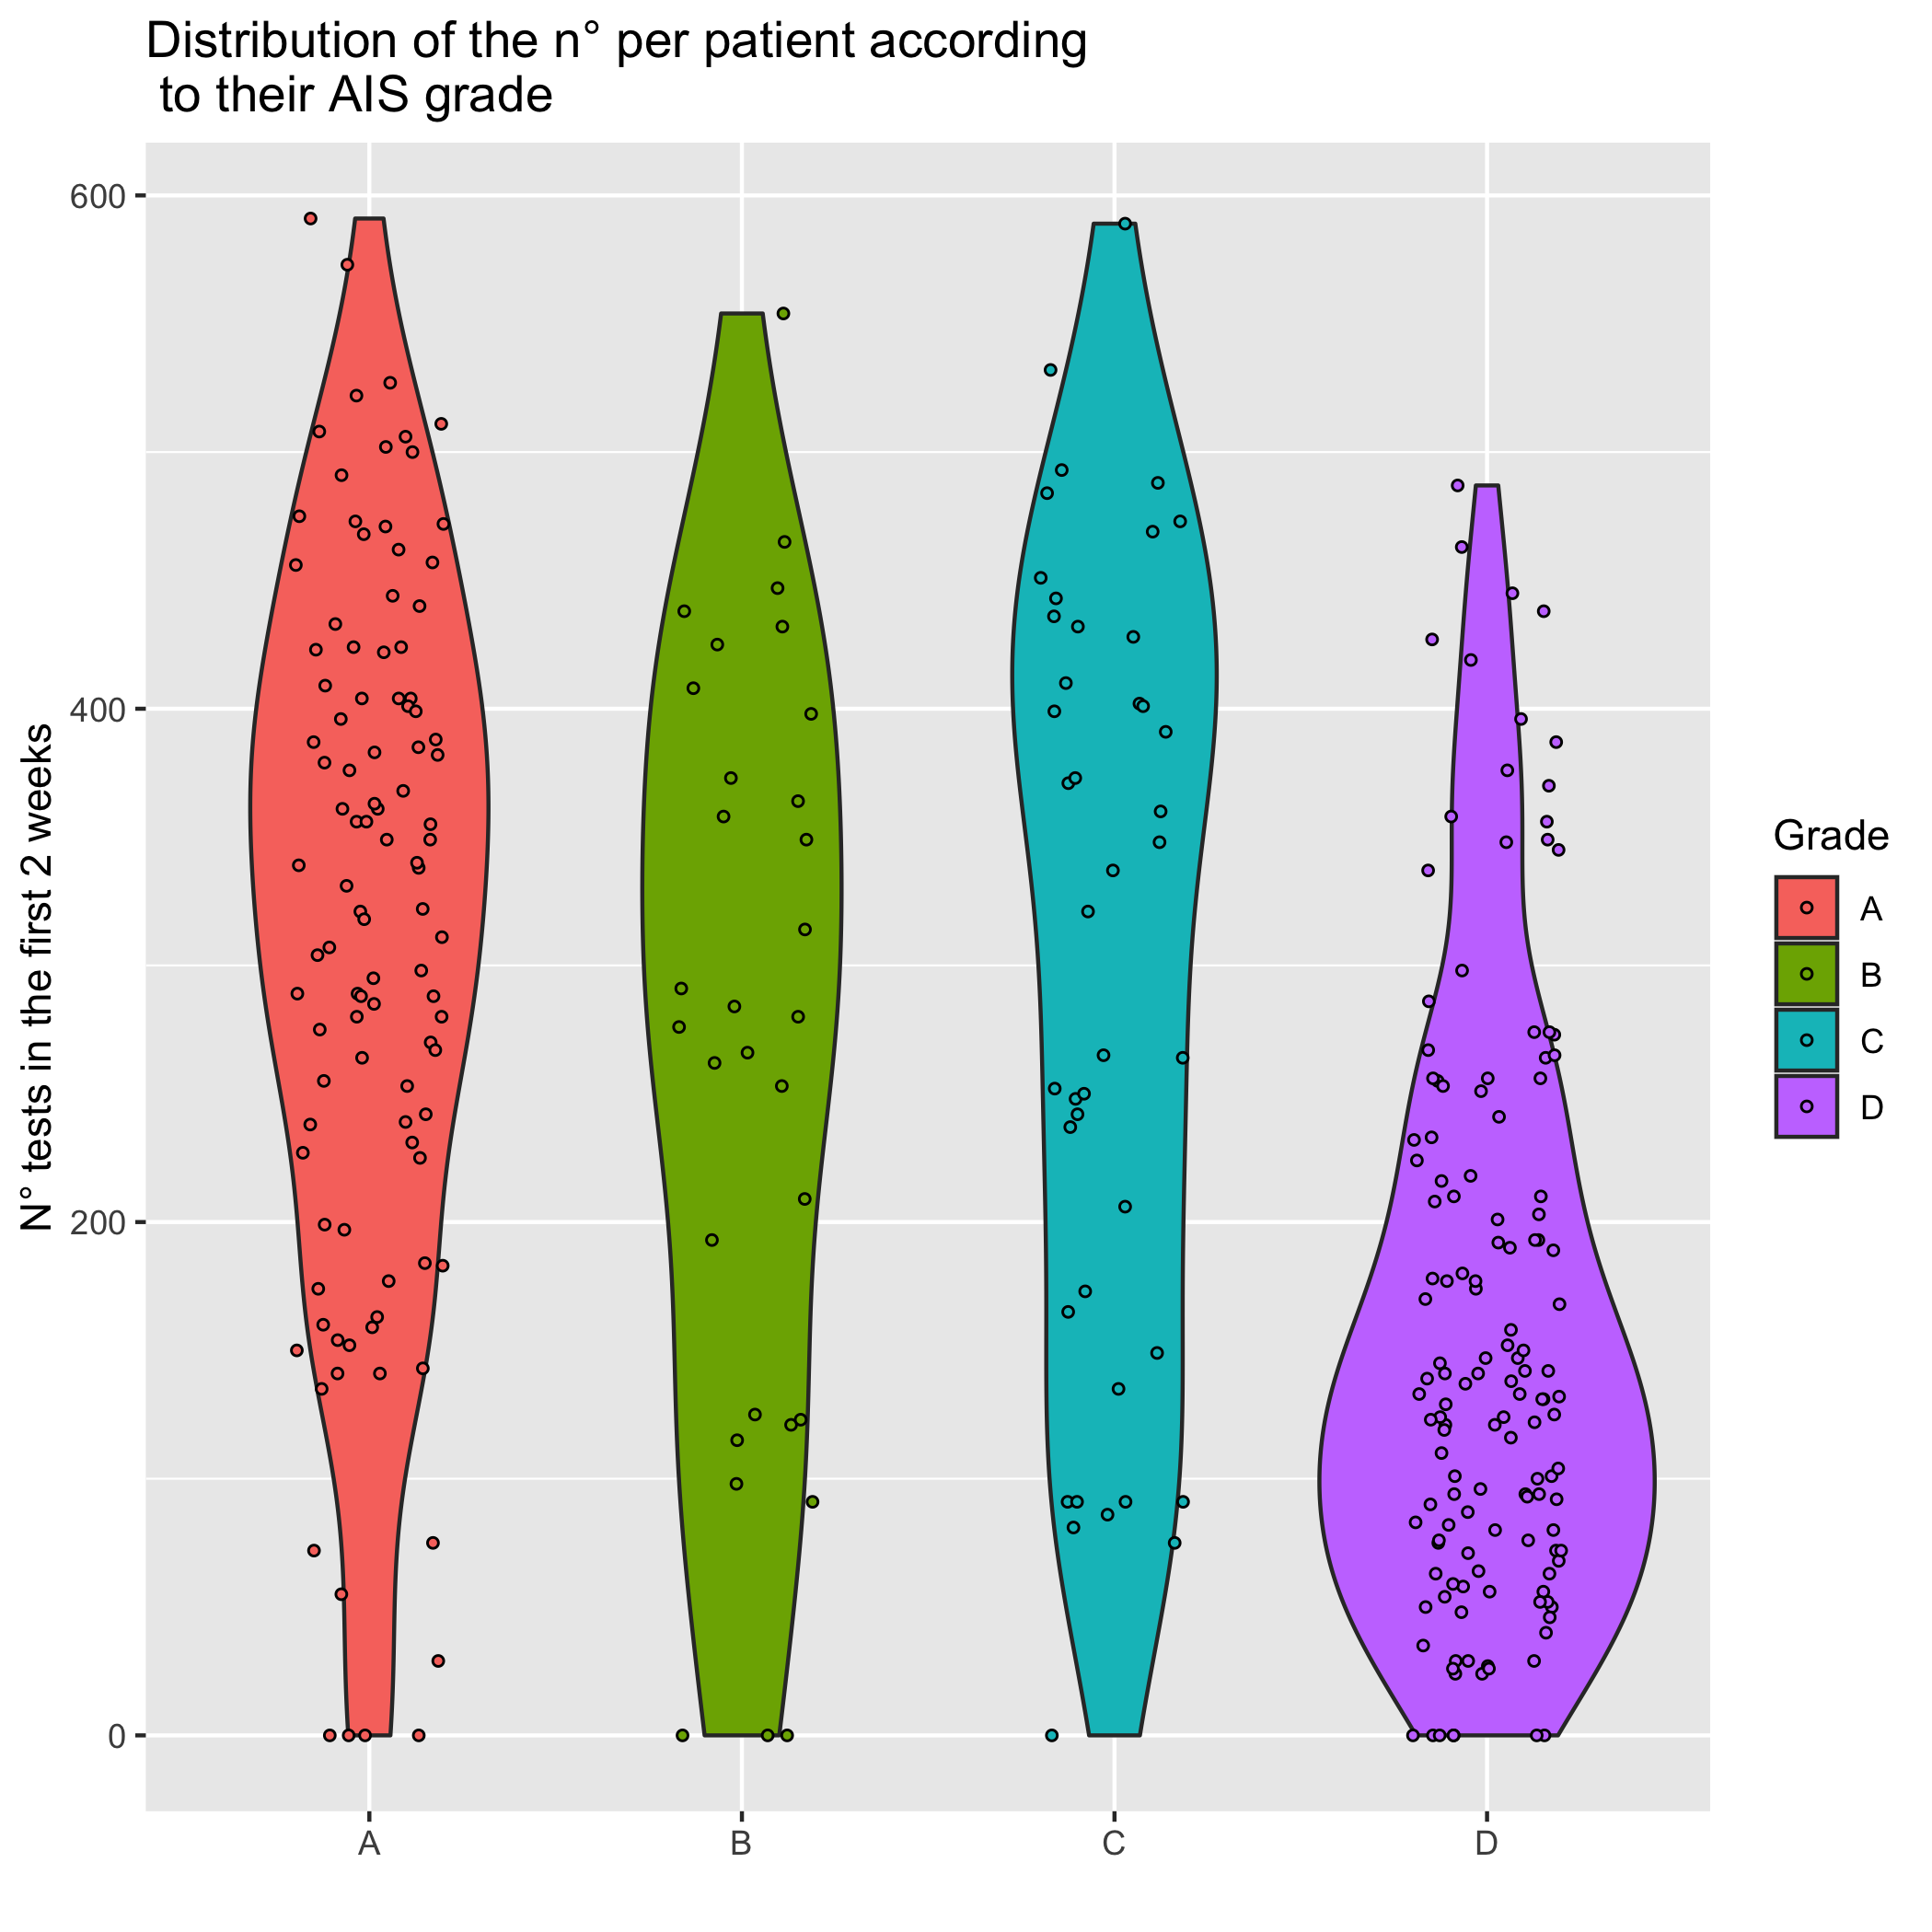 Distribution of the n° per patient according
to their AIS grade
N° tests in the first 2 weeks
600
400
200
0
A
B
C
D
Grade
A
B
C
D